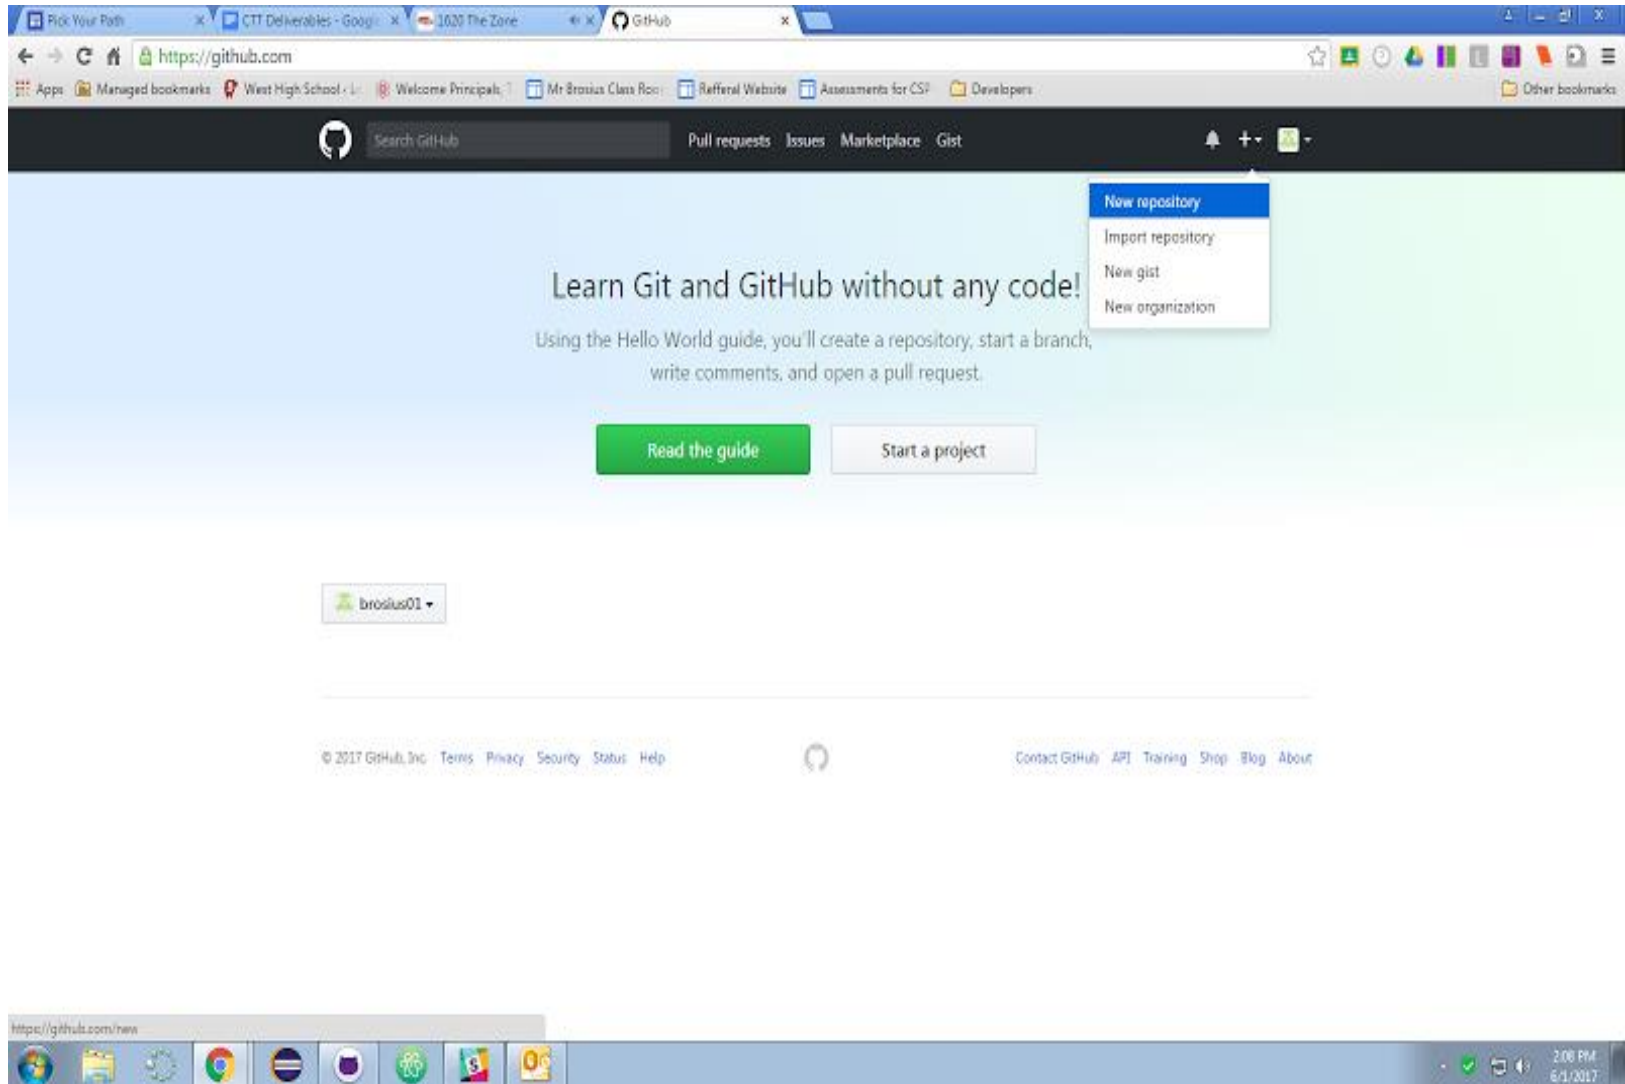 Pick Your Path CTT Deliverables - Googl 1620 The Zone GitHub
https://github.com
Apps Managed bookmarks West High School - Li Welcome Principals, T Mr Brosius Class Roo Refferal Website Assessments for CSP Developers Other bookmarks
Search GitHub Pull requests Issues Marketplace Gist
New repository
Import repository
New gist
New organization
Learn Git and GitHub without any code!
Using the Hello World guide, you'll create a repository, start a branch,
write comments, and open a pull request.
Read the guide Start a project
brosius01
© 2017 GitHub, Inc. Terms Privacy Security Status Help Contact GitHub API Training Shop Blog About
https://github.com/new
2:08 PM
6/1/2017